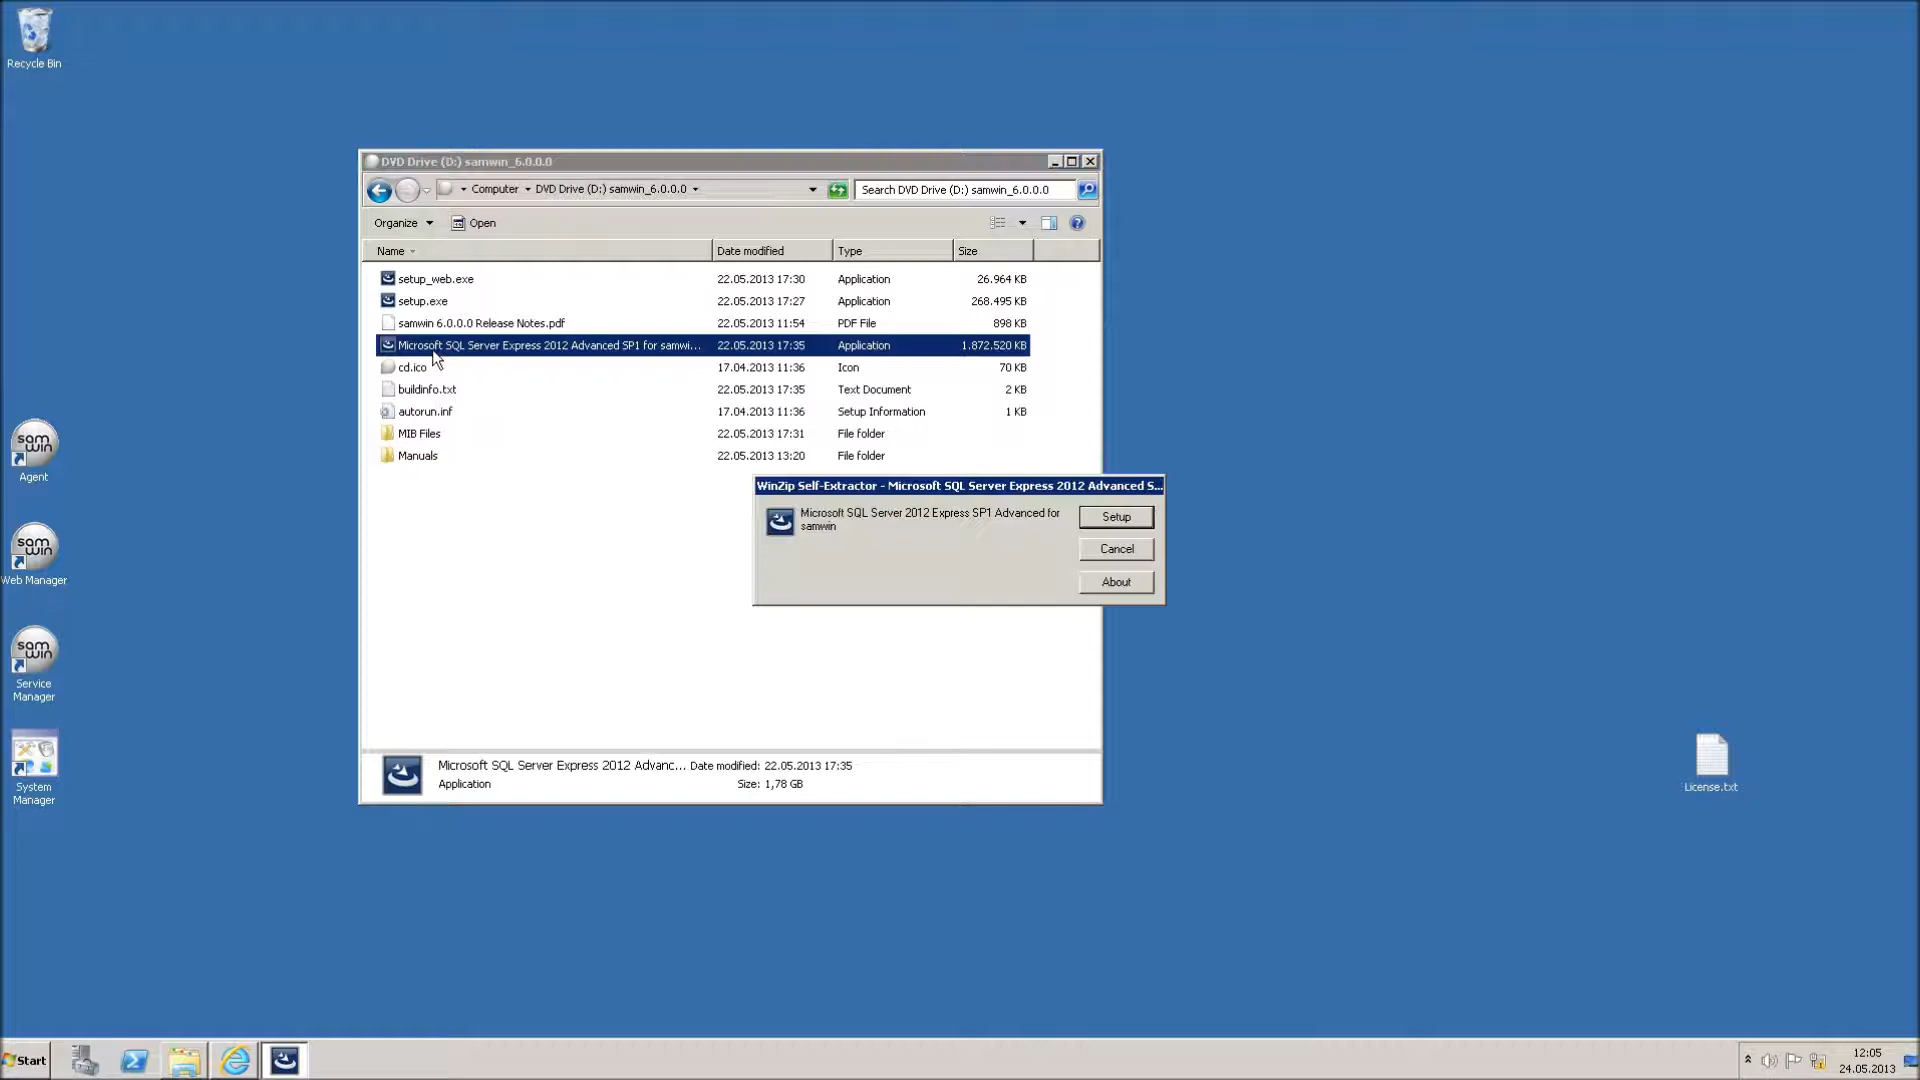 Recycle Bin
DVD Drive (D:) samwin_6.0.0.0
Computer DVD Drive (D:) samwin_6.0.0.0 Search DVD Drive (D:) samwin_6.0.0.0
Organize Open
Name Date modified Type Size
setup_web.exe 22.05.2013 17:30 Application 26.964 KB
setup.exe 22.05.2013 17:27 Application 268.495 KB
samwin 6.0.0.0 Release Notes.pdf 22.05.2013 11:54 PDF File 898 KB
Microsoft SQL Server Express 2012 Advanced SP1 for samwi... 22.05.2013 17:35 Application 1.872.520 KB
cd.ico 17.04.2013 11:36 Icon 70 KB
buildinfo.txt 22.05.2013 17:35 Text Document 2 KB
autorun.inf 17.04.2013 11:36 Setup Information 1 KB
MIB Files 22.05.2013 17:31 File folder
Manuals 22.05.2013 13:20 File folder
WinZip Self-Extractor - Microsoft SQL Server Express 2012 Advanced S...
Microsoft SQL Server 2012 Express SP1 Advanced for
samwin
Setup
Cancel
About
Microsoft SQL Server Express 2012 Advanc... Date modified: 22.05.2013 17:35
Application Size: 1,78 GB
sam
win
Agent
sam
win
Web Manager
sam
win
Service
Manager
System
Manager
License.txt
Start
12:05
24.05.2013